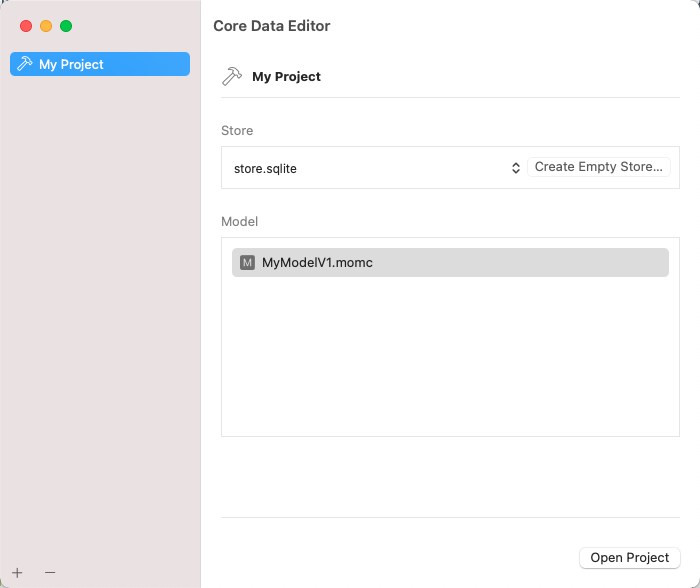 Core Data Editor
My Project
My Project
Store
store.sqlite
Create Empty Store...
Model
M MyModelV1.momc
Open Project